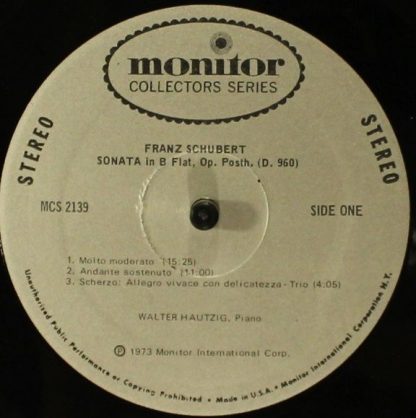 monitor
COLLECTORS SERIES
STEREO
STEREO
FRANZ SCHUBERT
SONATA in B Flat, Op. Posth. (D. 960)
MCS 2139
SIDE ONE
1. Molto moderato (15:25)
2. Andante sostenuto (11:00)
3. Scherzo: Allegro vivace con delicatezza - Trio (4:05)
WALTER HAUTZIG, Piano
Ⓟ 1973 Monitor International Corp.
Unauthorised Public Performance or Copying Prohibited • Made in U.S.A. • Monitor International Corporation N.Y.